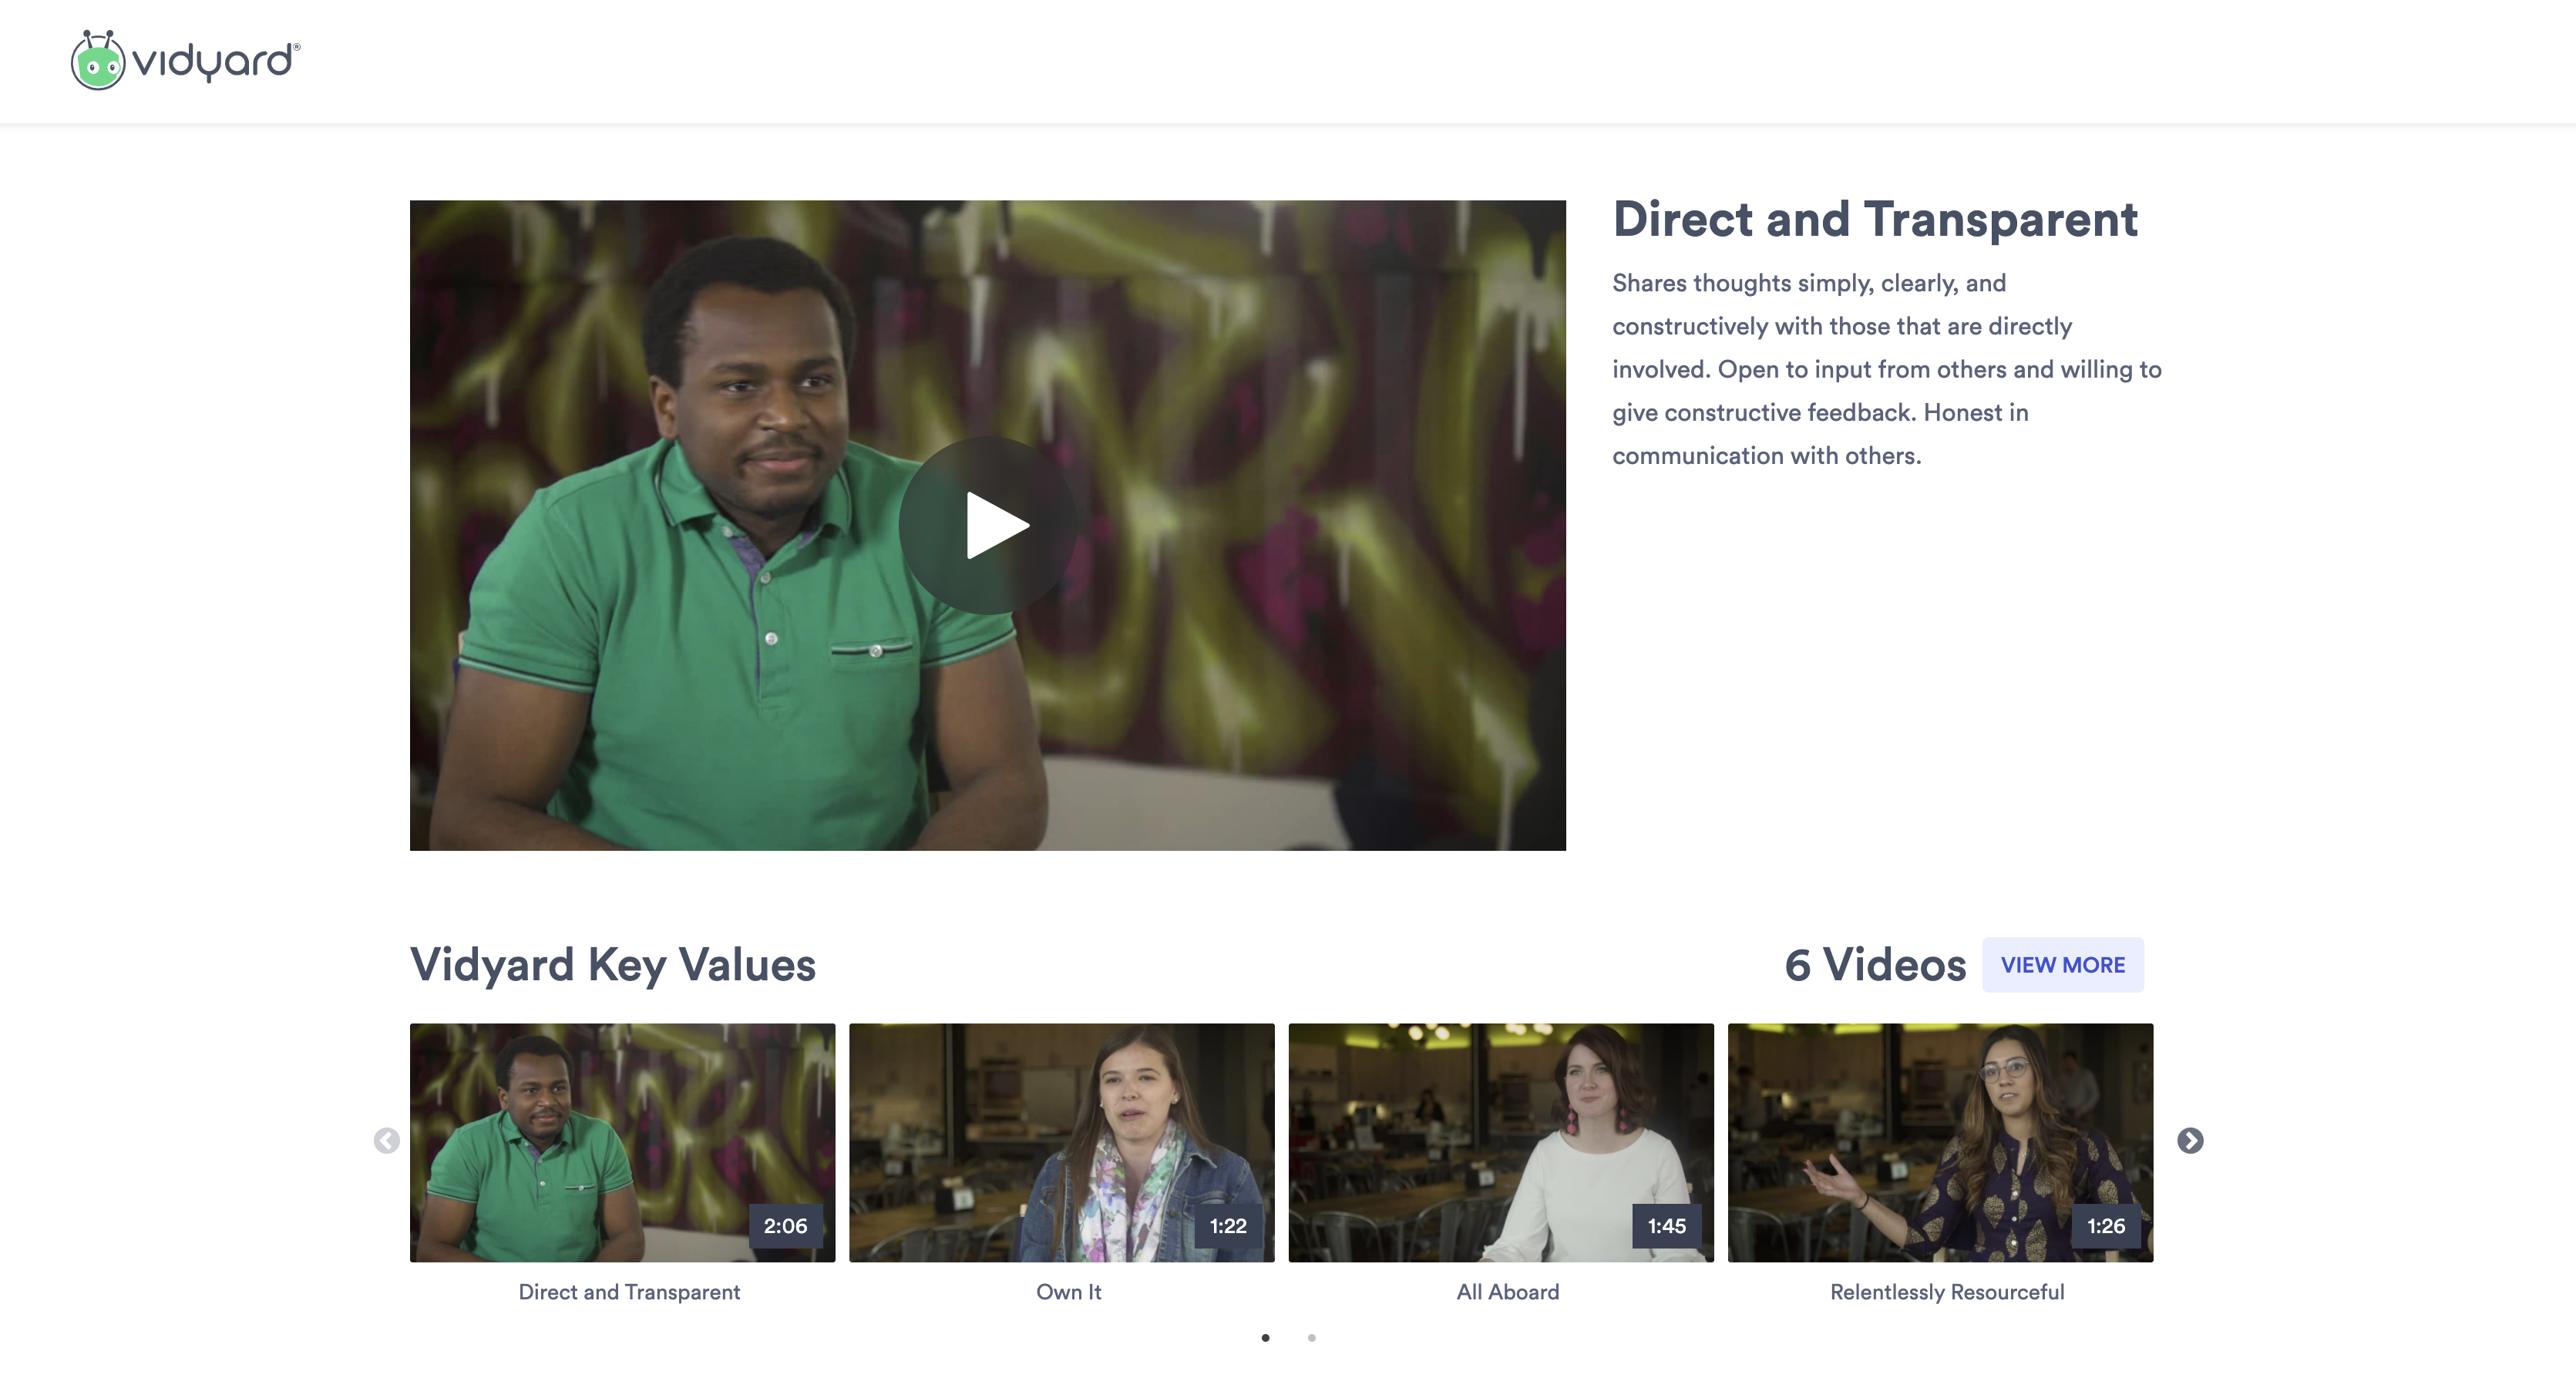 vidyard®
Direct and Transparent
Shares thoughts simply, clearly, and
constructively with those that are directly
involved. Open to input from others and willing to
give constructive feedback. Honest in
communication with others.
Vidyard Key Values
6 Videos VIEW MORE
2:06
1:22
1:45
1:26
Direct and Transparent
Own It
All Aboard
Relentlessly Resourceful